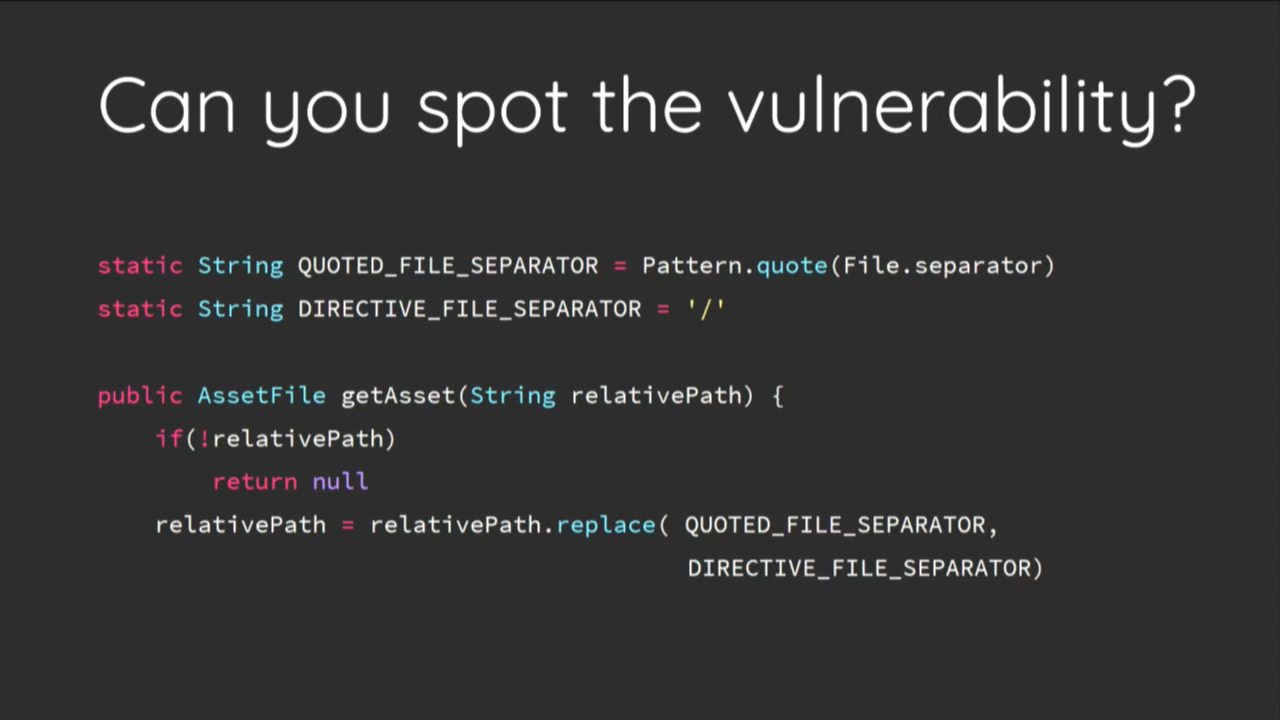 Can you spot the vulnerability?
static String QUOTED_FILE_SEPARATOR = Pattern.quote(File.separator)
static String DIRECTIVE_FILE_SEPARATOR = '/'
public AssetFile getAsset(String relativePath) {
if(!relativePath)
return null
relativePath = relativePath.replace( QUOTED_FILE_SEPARATOR,
DIRECTIVE_FILE_SEPARATOR)